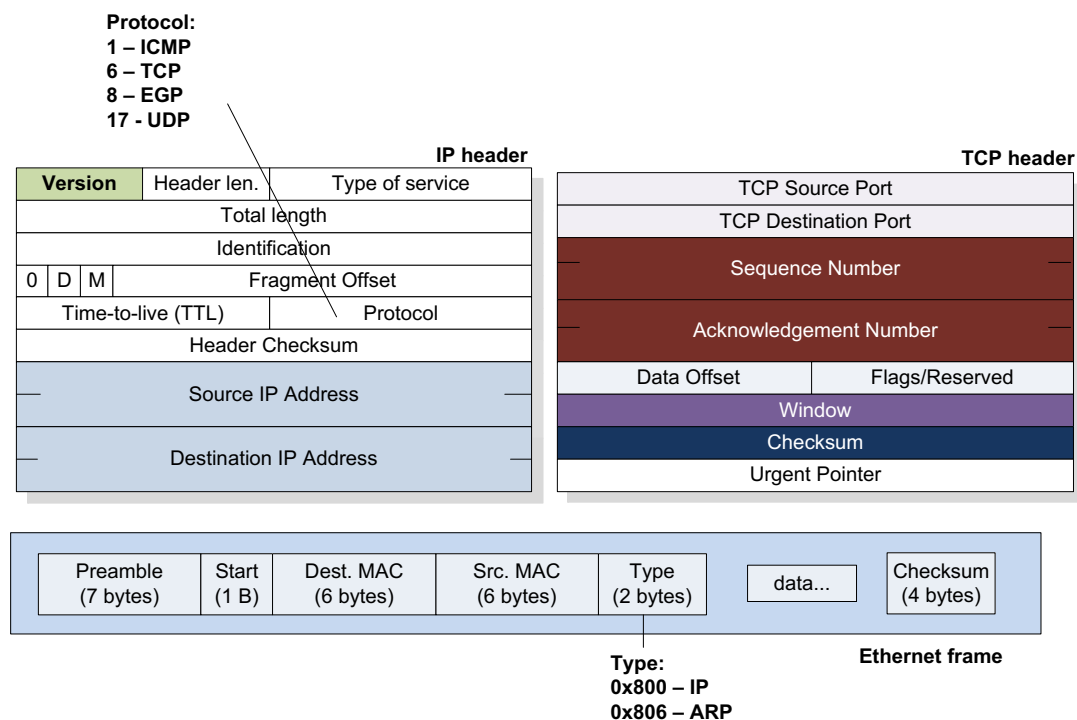 Protocol:
1 – ICMP
6 – TCP
8 – EGP
17 - UDP
IP header
Version Header len. Type of service
Total length
Identification
0 D M Fragment Offset
Time-to-live (TTL) Protocol
Header Checksum
Source IP Address
Destination IP Address
TCP header
TCP Source Port
TCP Destination Port
Sequence Number
Acknowledgement Number
Data Offset Flags/Reserved
Window
Checksum
Urgent Pointer
Preamble
(7 bytes)
Start
(1 B)
Dest. MAC
(6 bytes)
Src. MAC
(6 bytes)
Type
(2 bytes)
data...
Checksum
(4 bytes)
Ethernet frame
Type:
0x800 – IP
0x806 – ARP